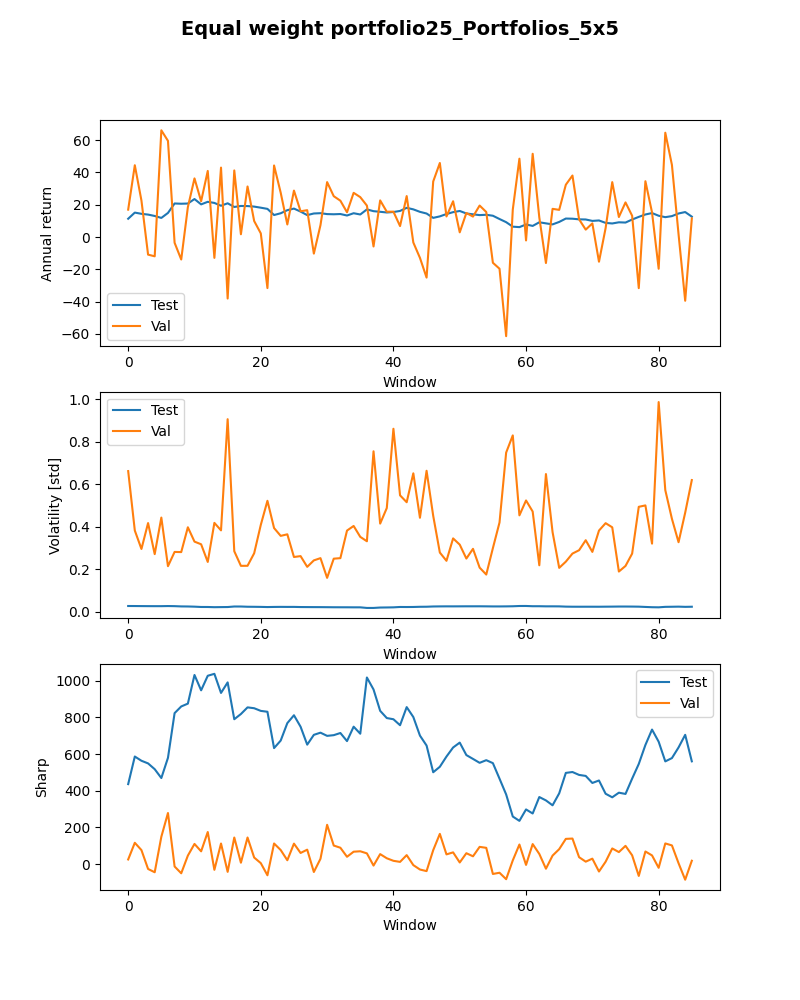 Equal weight portfolio25_Portfolios_5x5
60
40
20
0
−20
−40
−60
Annual return
Test
Val
0 20 40 60 80
Window
1.0
0.8
0.6
0.4
0.2
0.0
Volatility [std]
Test
Val
0 20 40 60 80
Window
1000
800
600
400
200
0
Sharp
Test
Val
0 20 40 60 80
Window